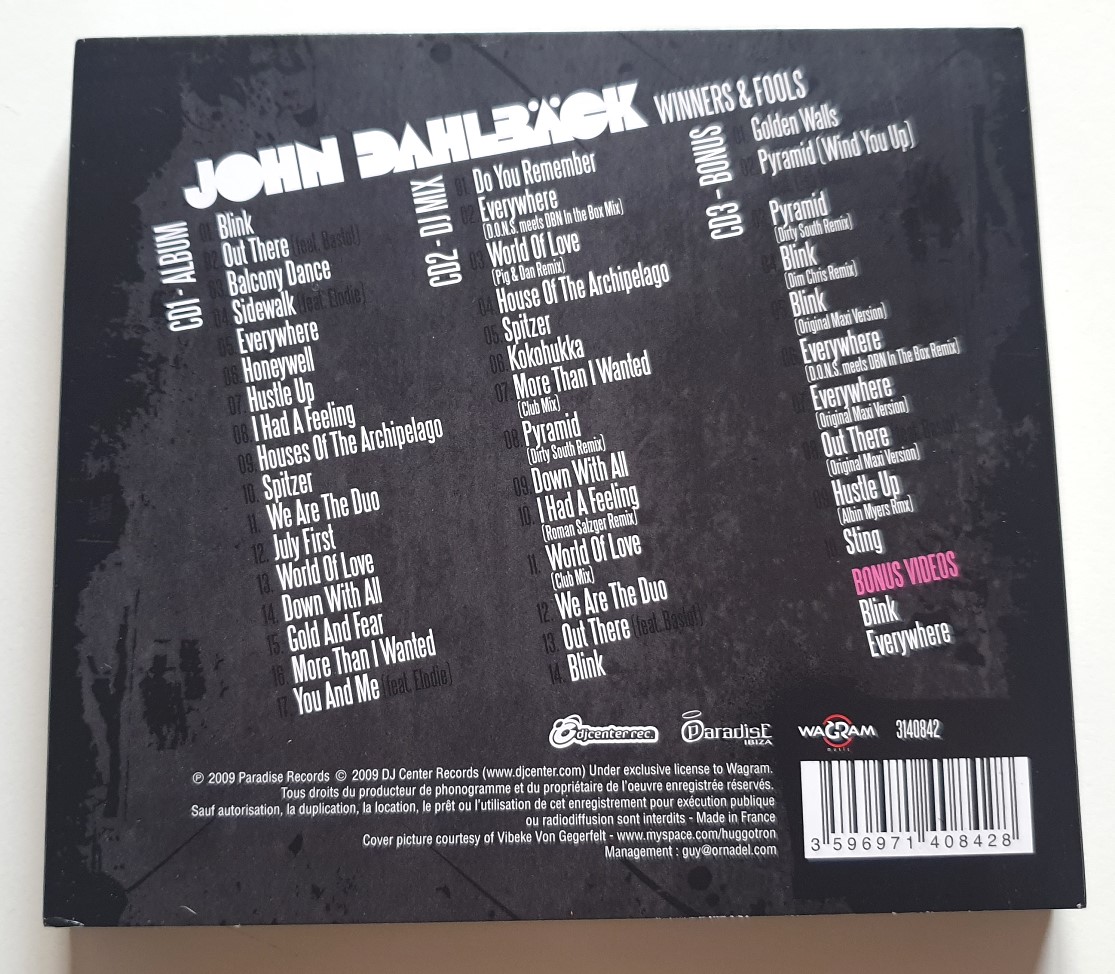 JOHN DAHLBÄCK WINNERS & FOOLS
CD1 - ALBUM
01. Blink
02. Out There (feat. Basto!)
03. Balcony Dance
04. Sidewalk (feat. Elodie)
05. Everywhere
06. Honeywell
07. Hustle Up
08. I Had A Feeling
09. Houses Of The Archipelago
10. Spitzer
11. We Are The Duo
12. July First
13. World Of Love
14. Down With All
15. Gold And Fear
16. More Than I Wanted
17. You And Me (feat. Elodie)
CD2 - DJ MIX
01. Do You Remember
02. Everywhere
(D.O.N.S. meets DBN In the Box Mix)
03. World Of Love
(Pig & Dan Remix)
04. House Of The Archipelago
05. Spitzer
06. Kokohukka
07. More Than I Wanted
(Club Mix)
08. Pyramid
(Dirty South Remix)
09. Down With All
10. I Had A Feeling
(Roman Salzger Remix)
11. World Of Love
(Club Mix)
12. We Are The Duo
13. Out There (feat. Basto!)
14. Blink
CD3 - BONUS
Golden Walls
Pyramid (Wind You Up)
Pyramid
(Dirty South Remix)
Blink
(Dim Chris Remix)
Blink
(Original Maxi Version)
Everywhere
(D.O.N.S. meets DBN In The Box Remix)
Everywhere
(Original Maxi Version)
Out There
(Original Maxi Version)
Hustle Up
(Albin Myers Rmx)
Sting
BONUS VIDEOS
Blink
Everywhere
djcenter rec.
ParadisE
IBIZA
WAGRAM
MUSIC
3140842
℗ 2009 Paradise Records © 2009 DJ Center Records (www.djcenter.com) Under exclusive license to Wagram.
Tous droits du producteur de phonogramme et du propriétaire de l'oeuvre enregistrée réservés.
Sauf autorisation, la duplication, la location, le prêt ou l'utilisation de cet enregistrement pour exécution publique
ou radiodiffusion sont interdits - Made in France
Cover picture courtesy of Vibeke Von Gegerfelt - www.myspace.com/huggotron
Management : guy@ornadel.com
3 596971 408428